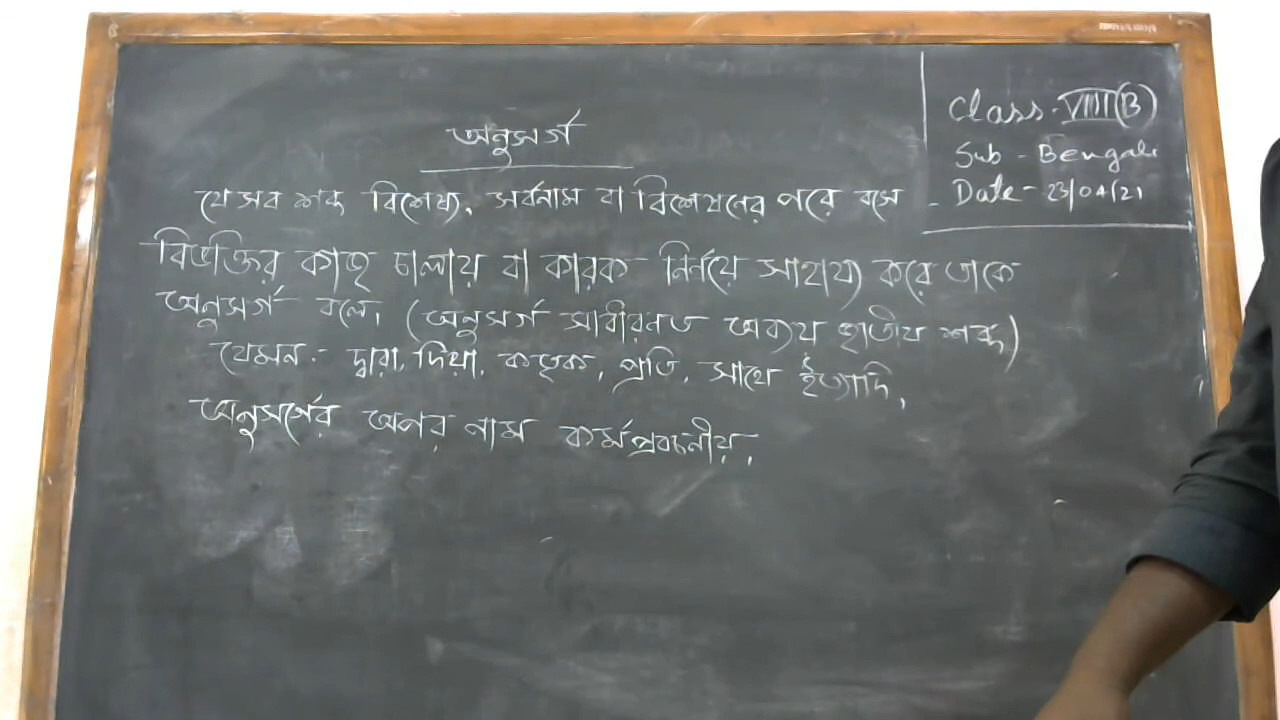 Class - VIII (B)
Sub - Bengali
Date - 23/04/21
অনুসর্গ
যে সব শব্দ বিশেষ্য, সর্বনাম বা বিশেষণের পরে বসে
বিভক্তির কাজ চালায় বা কারক নির্ণয়ে সাহায্য করে তাকে
অনুসর্গ বলে। (অনুসর্গ সাধারনত অব্যয় জাতীয় শব্দ)
যেমন - দ্বারা, দিয়া, কর্তৃক, প্রতি, সাথে ইত্যাদি,
অনুসর্গের অপর নাম কর্মপ্রবচনীয়,